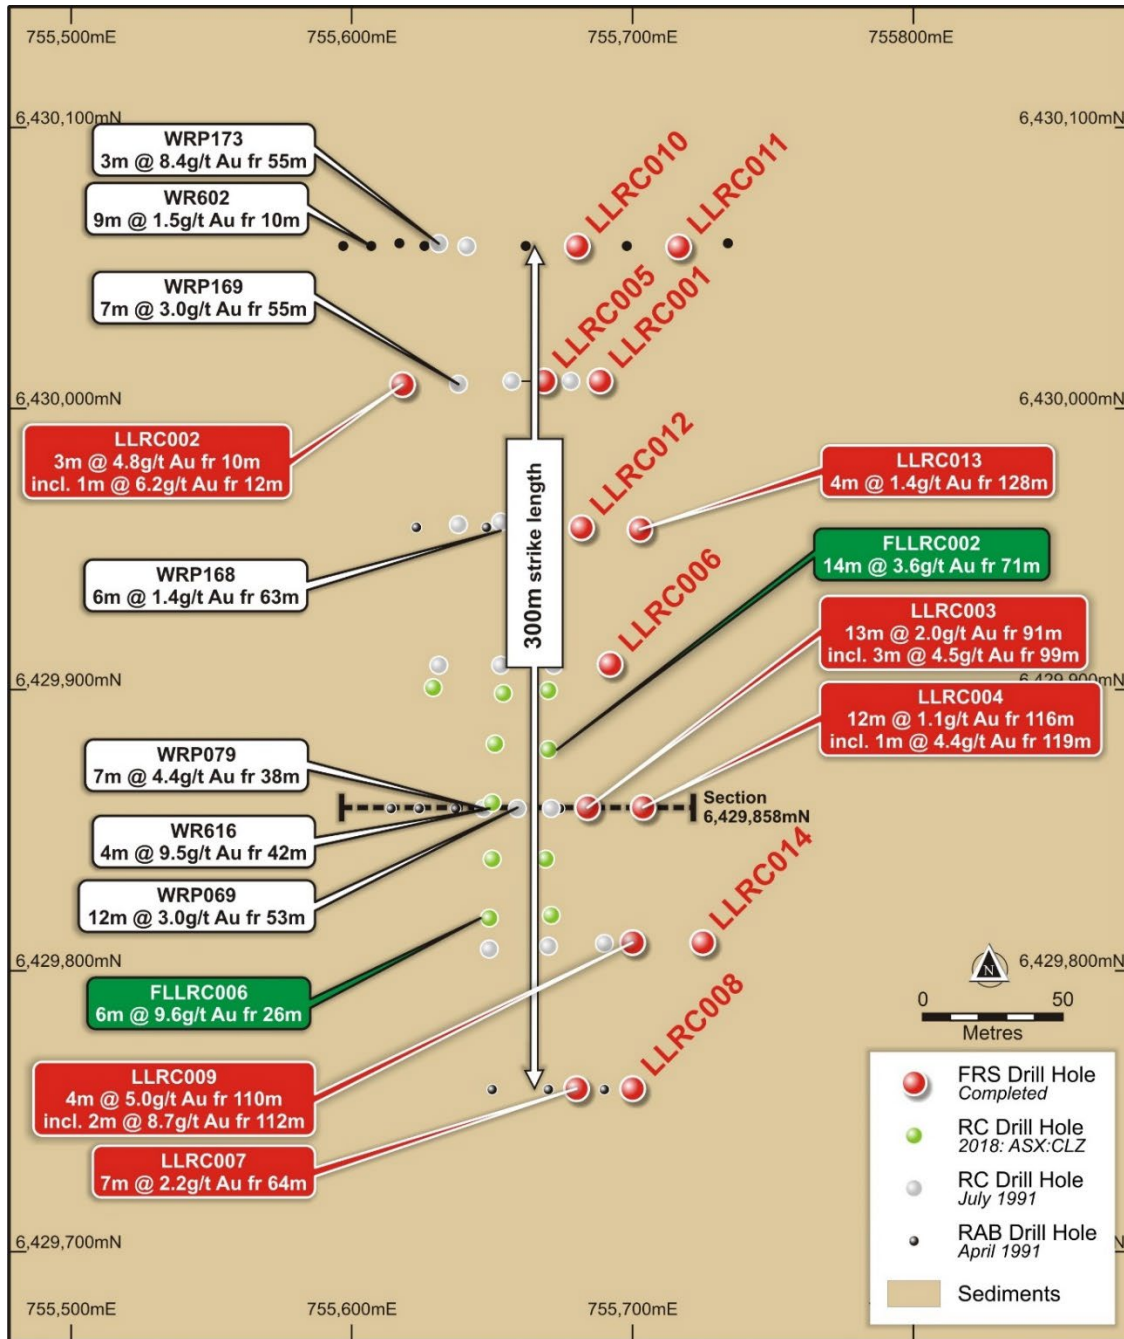 755,500mE
755,600mE
755,700mE
755800mE
6,430,100mN
6,430,100mN
WRP173
3m @ 8.4g/t Au fr 55m
WR602
9m @ 1.5g/t Au fr 10m
LLRC010
LLRC011
WRP169
7m @ 3.0g/t Au fr 55m
LLRC005
LLRC001
6,430,000mN
6,430,000mN
LLRC002
3m @ 4.8g/t Au fr 10m
incl. 1m @ 6.2g/t Au fr 12m
300m strike length
LLRC012
LLRC013
4m @ 1.4g/t Au fr 128m
WRP168
6m @ 1.4g/t Au fr 63m
FLLRC002
14m @ 3.6g/t Au fr 71m
LLRC006
LLRC003
13m @ 2.0g/t Au fr 91m
incl. 3m @ 4.5g/t Au fr 99m
6,429,900mN
6,429,900mN
LLRC004
12m @ 1.1g/t Au fr 116m
incl. 1m @ 4.4g/t Au fr 119m
WRP079
7m @ 4.4g/t Au fr 38m
Section
6,429,858mN
WR616
4m @ 9.5g/t Au fr 42m
WRP069
12m @ 3.0g/t Au fr 53m
LLRC014
6,429,800mN
6,429,800mN
FLLRC006
6m @ 9.6g/t Au fr 26m
LLRC008
N
0
50
Metres
LLRC009
4m @ 5.0g/t Au fr 110m
incl. 2m @ 8.7g/t Au fr 112m
LLRC007
7m @ 2.2g/t Au fr 64m
FRS Drill Hole
Completed
RC Drill Hole
2018: ASX:CLZ
RC Drill Hole
July 1991
RAB Drill Hole
April 1991
Sediments
6,429,700mN
755,500mE
755,600mE
755,700mE